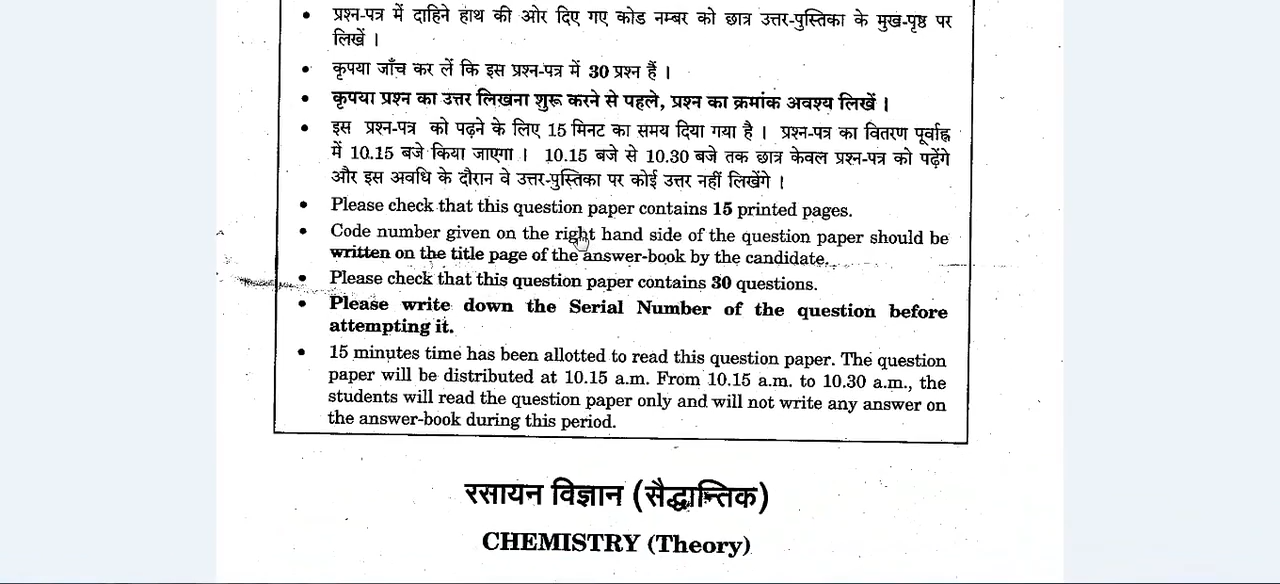 • प्रश्न-पत्र में दाहिने हाथ की ओर दिए गए कोड नम्बर को छात्र उत्तर-पुस्तिका के मुख-पृष्ठ पर
लिखें ।
• कृपया जाँच कर लें कि इस प्रश्न-पत्र में 30 प्रश्न हैं ।
• कृपया प्रश्न का उत्तर लिखना शुरू करने से पहले, प्रश्न का क्रमांक अवश्य लिखें ।
• इस प्रश्न-पत्र को पढ़ने के लिए 15 मिनट का समय दिया गया है । प्रश्न-पत्र का वितरण पूर्वाह्न
में 10.15 बजे किया जाएगा । 10.15 बजे से 10.30 बजे तक छात्र केवल प्रश्न-पत्र को पढ़ेंगे
और इस अवधि के दौरान वे उत्तर-पुस्तिका पर कोई उत्तर नहीं लिखेंगे ।
• Please check that this question paper contains 15 printed pages.
• Code number given on the right hand side of the question paper should be
written on the title page of the answer-book by the candidate.
• Please check that this question paper contains 30 questions.
• Please write down the Serial Number of the question before
attempting it.
• 15 minutes time has been allotted to read this question paper. The question
paper will be distributed at 10.15 a.m. From 10.15 a.m. to 10.30 a.m., the
students will read the question paper only and will not write any answer on
the answer-book during this period.
रसायन विज्ञान (सैद्धान्तिक)
CHEMISTRY (Theory)